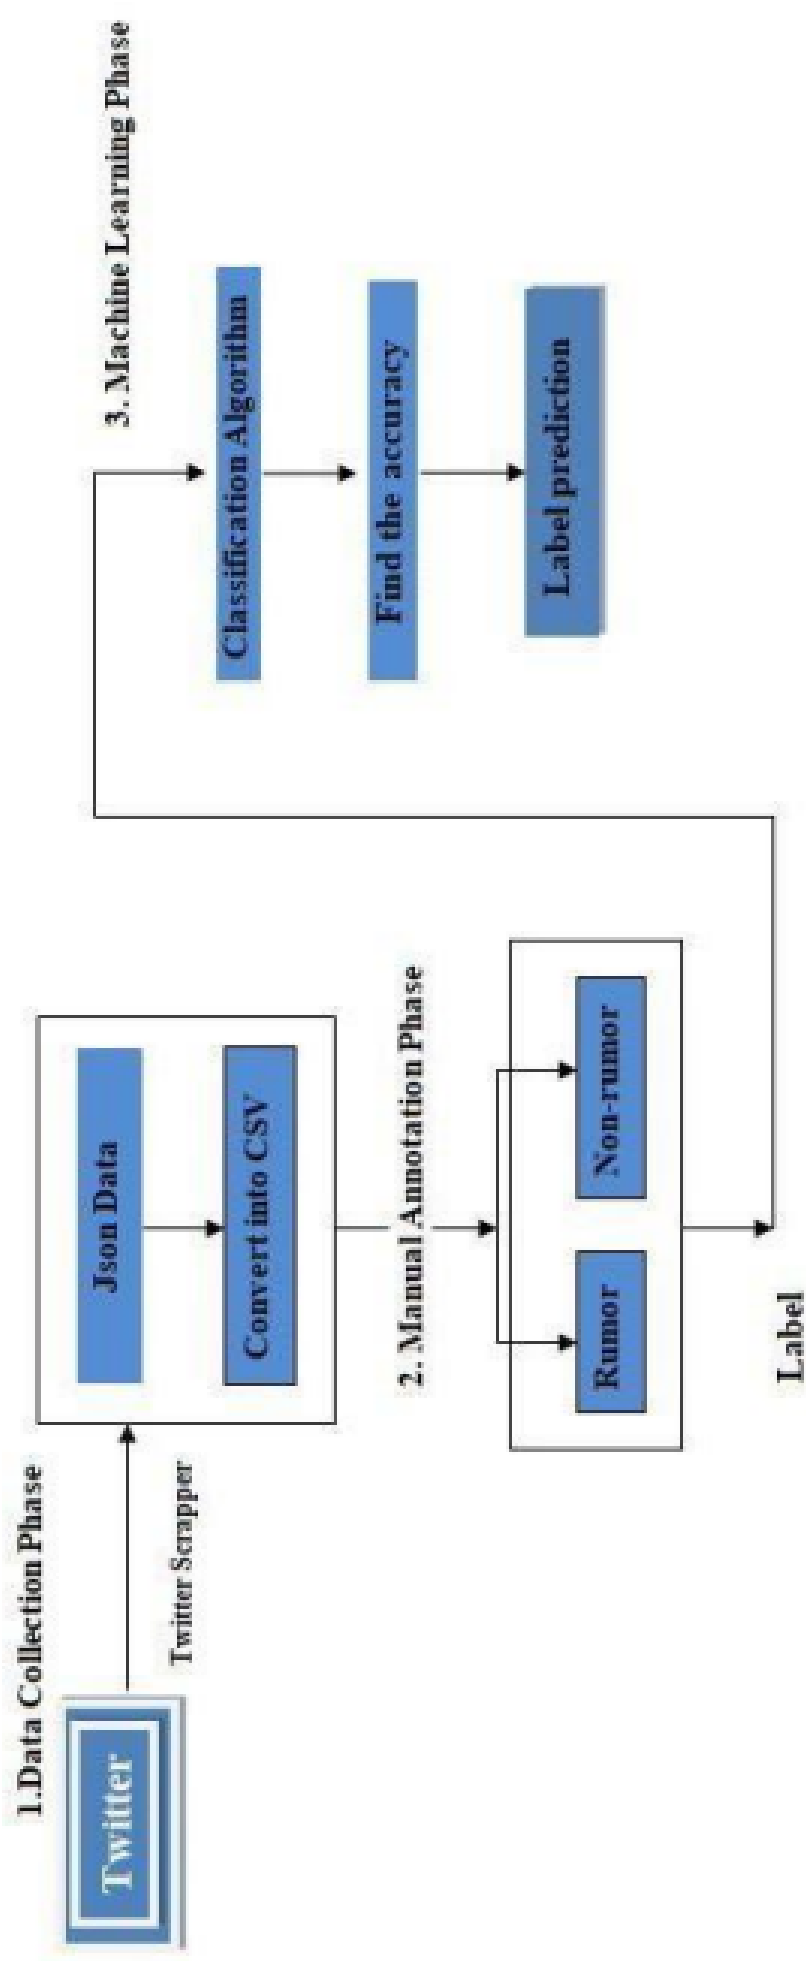 1.Data Collection Phase
Twitter
Twitter Scrapper
Json Data
Convert into CSV
2. Manual Annotation Phase
Rumor
Non-rumor
Label
3. Machine Learning Phase
Classification Algorithm
Find the accuracy
Label prediction